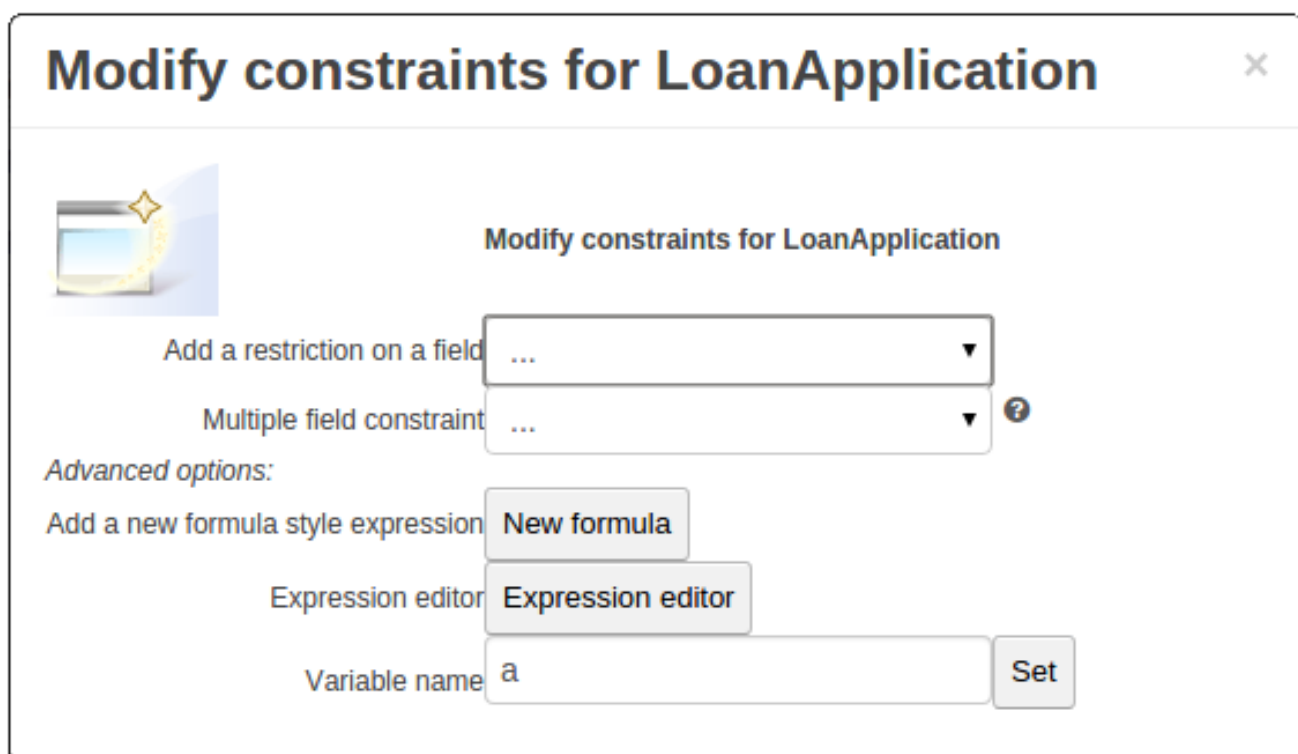 Modify constraints for LoanApplication ×
Modify constraints for LoanApplication
Add a restriction on a field ...
Multiple field constraint ... ?
Advanced options:
Add a new formula style expression New formula
Expression editor Expression editor
Variable name a Set